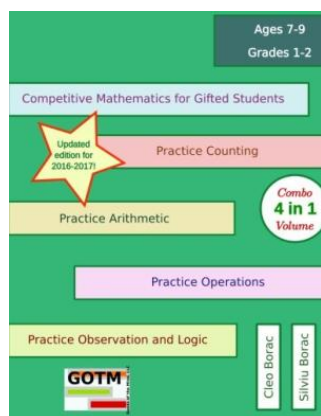 Ages 7-9
Grades 1-2
Competitive Mathematics for Gifted Students
Updated
edition for
2016-2017!
Practice Counting
Combo
4 in 1
Volume
Practice Arithmetic
Practice Operations
Practice Observation and Logic
Cleo Borac
Silviu Borac
GOTM